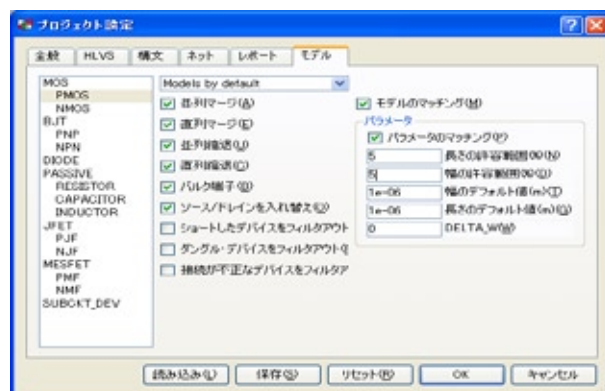 プロジェクト設定
全般 HLVS 構文 ネット レポート モデル
MOS
PMOS
NMOS
BJT
PNP
NPN
DIODE
PASSIVE
RESISTOR
CAPACITOR
INDUCTOR
JFET
PJF
NJF
MESFET
PMF
NMF
SUBCKT_DEV
Models by default
並列マージ(A)
直列マージ(E)
並列縮退(U)
直列縮退(C)
バルク端子(B)
ソース/ドレインを入れ替え(D)
ショートしたデバイスをフィルタアウト
ダングル・デバイスをフィルタアウト
接続が不正なデバイスをフィルタア
モデルのマッチング(M)
パラメータ
パラメータのマッチング(P)
5 長さの許容範囲(%)(N)
5 幅の許容範囲(%)(O)
1e-06 幅のデフォルト値(m)(T)
1e-06 長さのデフォルト値(m)(G)
0 DELTA_W(W)
読み込み(L) 保存(S) リセット(R) OK キャンセル